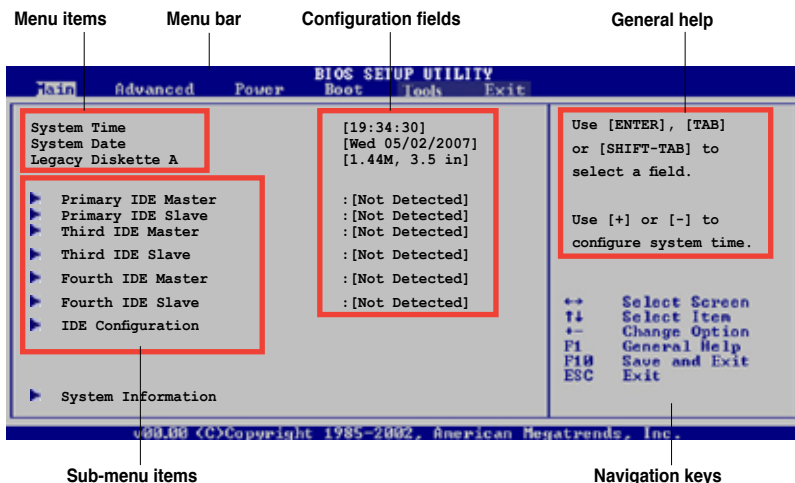 Menu items Menu bar Configuration fields General help
BIOS SETUP UTILITY
Main Advanced Power Boot Tools Exit
System Time [19:34:30]
System Date [Wed 05/02/2007]
Legacy Diskette A [1.44M, 3.5 in]
Primary IDE Master :[Not Detected]
Primary IDE Slave :[Not Detected]
Third IDE Master :[Not Detected]
Third IDE Slave :[Not Detected]
Fourth IDE Master :[Not Detected]
Fourth IDE Slave :[Not Detected]
IDE Configuration
System Information
Use [ENTER], [TAB]
or [SHIFT-TAB] to
select a field.
Use [+] or [-] to
configure system time.
↔ Select Screen
↑↓ Select Item
+- Change Option
F1 General Help
F10 Save and Exit
ESC Exit
v00.00 (C)Copyright 1985-2002, American Megatrends, Inc.
Sub-menu items Navigation keys